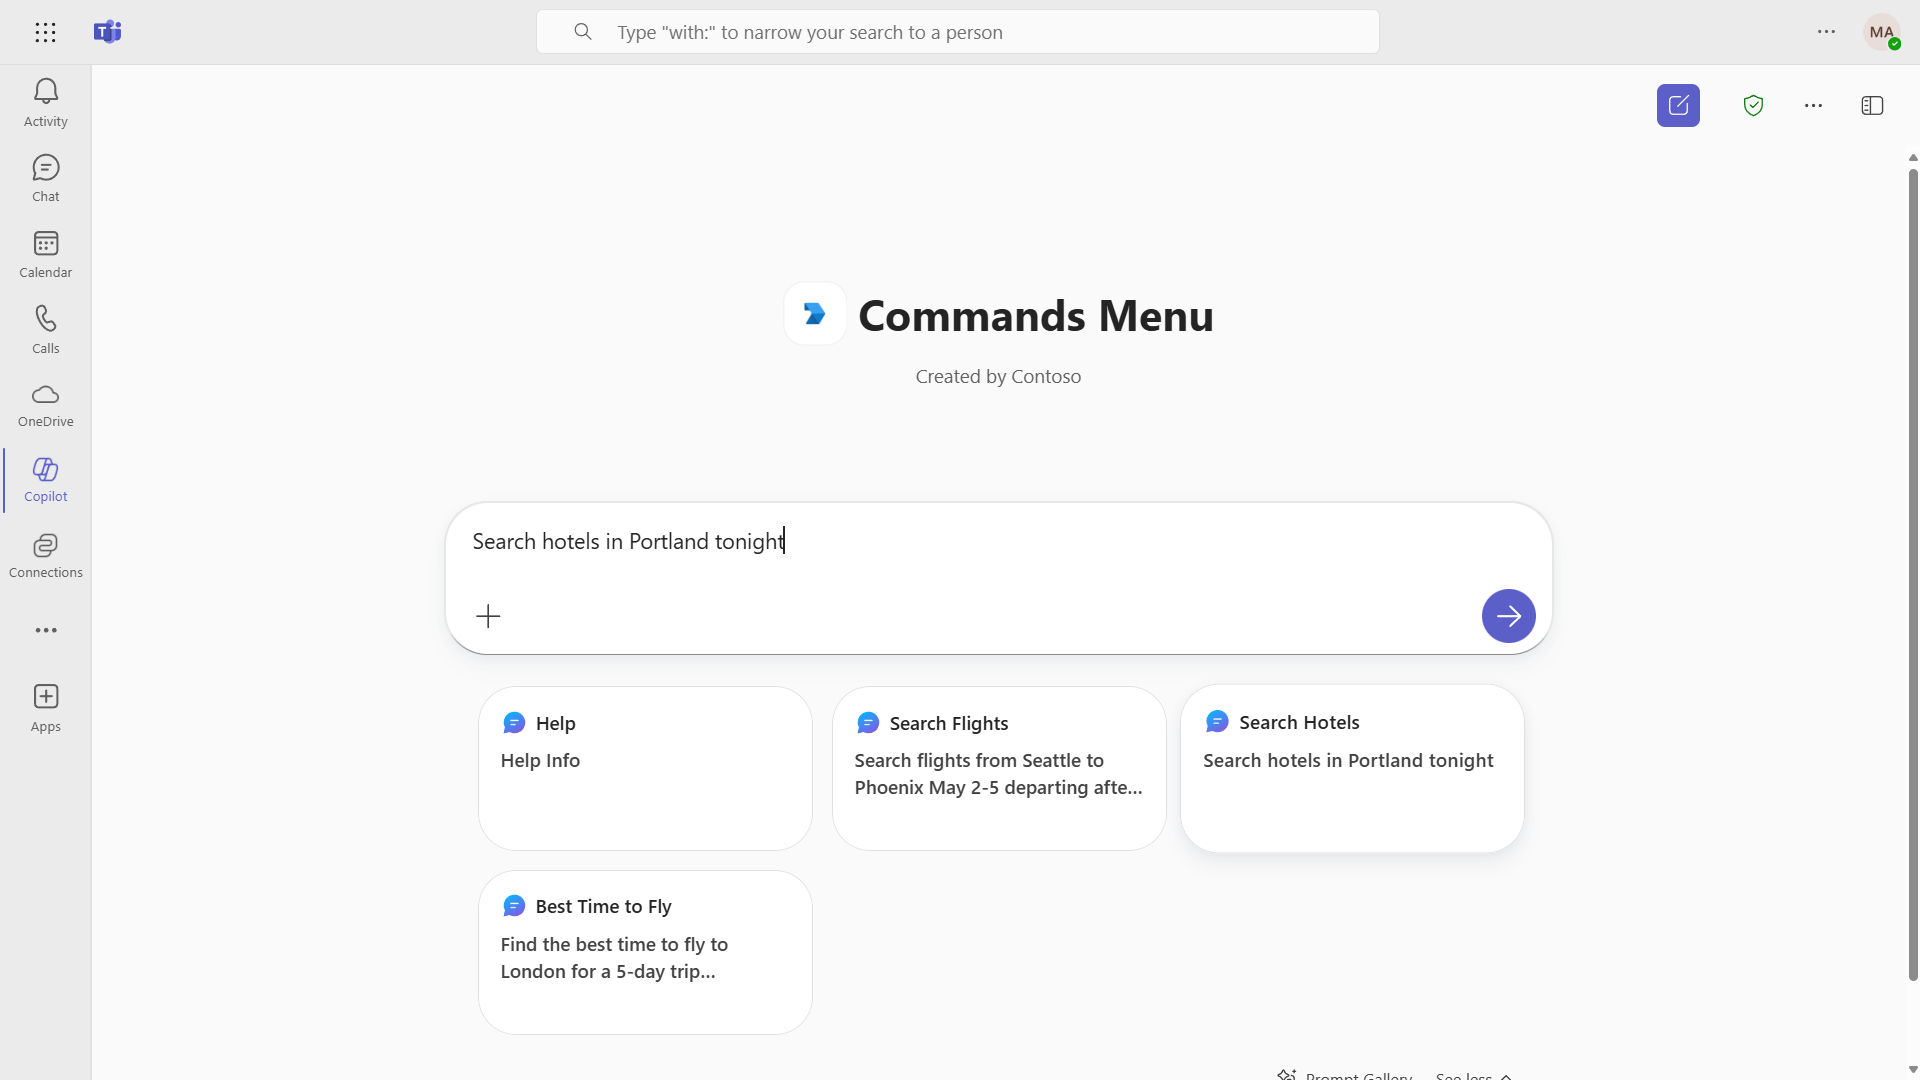 Type "with:" to narrow your search to a person
MA
Activity
Chat
Calendar
Calls
OneDrive
Copilot
Connections
Apps
Commands Menu
Created by Contoso
Search hotels in Portland tonight
Help
Help Info
Search Flights
Search flights from Seattle to
Phoenix May 2-5 departing afte...
Search Hotels
Search hotels in Portland tonight
Best Time to Fly
Find the best time to fly to
London for a 5-day trip...
Prompt Gallery
See less